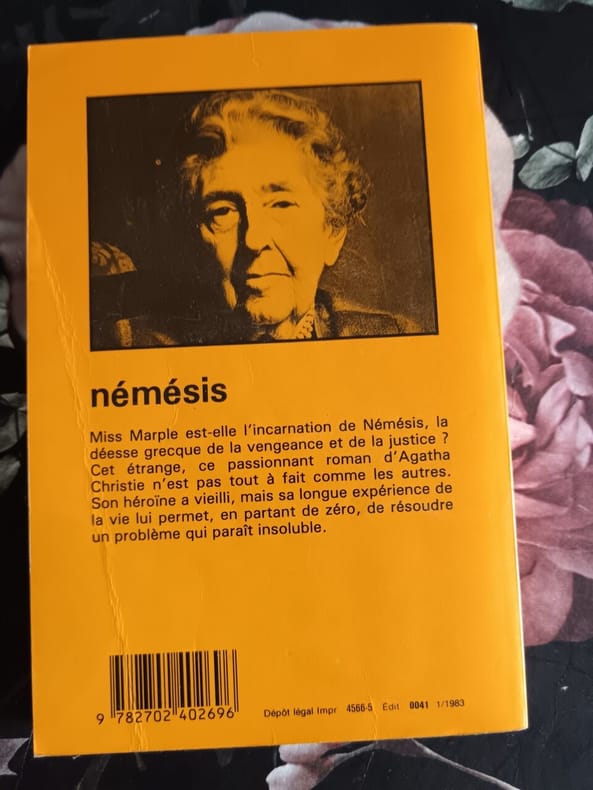 némésis
Miss Marple est-elle l'incarnation de Némésis, la
déesse grecque de la vengeance et de la justice ?
Cet étrange, ce passionnant roman d'Agatha
Christie n'est pas tout à fait comme les autres.
Son héroïne a vieilli, mais sa longue expérience de
la vie lui permet, en partant de zéro, de résoudre
un problème qui paraît insoluble.
9 782702 402696
Dépôt légal Impr 4566-5 Édit 0041 1/1983